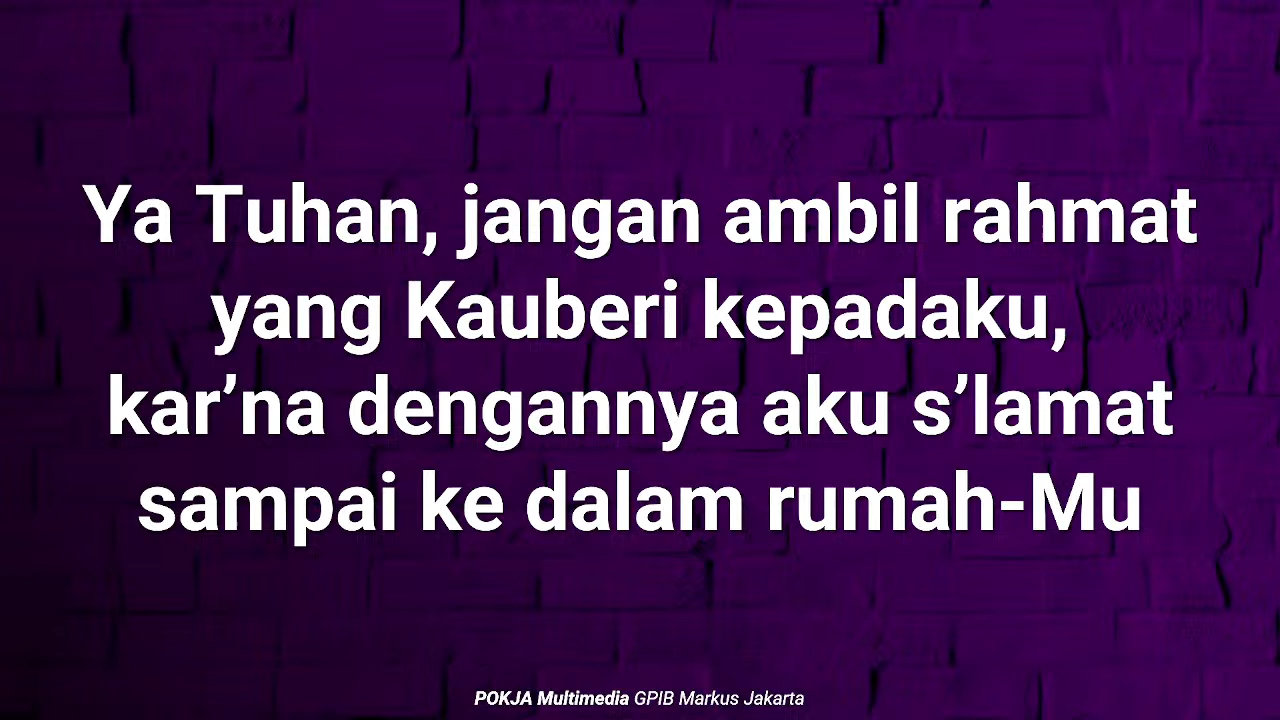 Ya Tuhan, jangan ambil rahmat
yang Kauberi kepadaku,
kar’na dengannya aku s’lamat
sampai ke dalam rumah-Mu
POKJA Multimedia GPIB Markus Jakarta